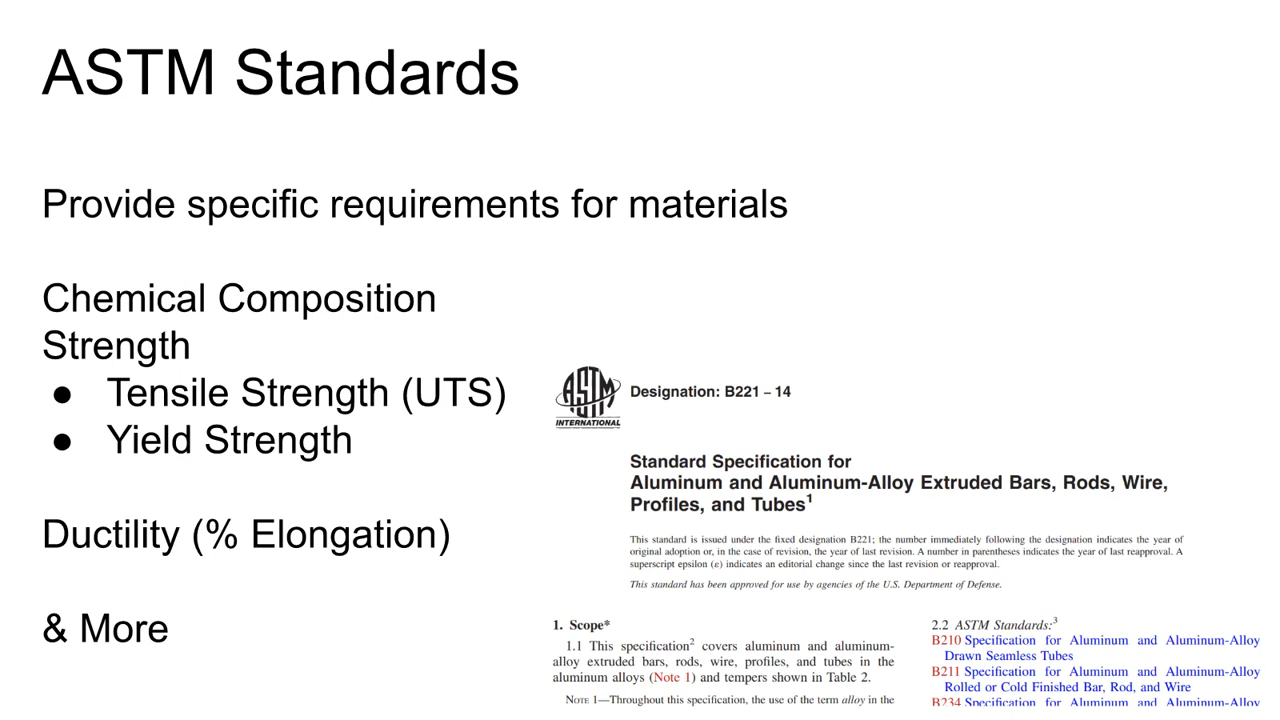 ASTM Standards
Provide specific requirements for materials
Chemical Composition
Strength
● Tensile Strength (UTS)
● Yield Strength
Ductility (% Elongation)
& More
ASTM
INTERNATIONAL
Designation: B221 – 14
Standard Specification for
Aluminum and Aluminum-Alloy Extruded Bars, Rods, Wire,
Profiles, and Tubes¹
This standard is issued under the fixed designation B221; the number immediately following the designation indicates the year of
original adoption or, in the case of revision, the year of last revision. A number in parentheses indicates the year of last reapproval. A
superscript epsilon (ε) indicates an editorial change since the last revision or reapproval.
This standard has been approved for use by agencies of the U.S. Department of Defense.
1. Scope*
1.1 This specification² covers aluminum and aluminum-
alloy extruded bars, rods, wire, profiles, and tubes in the
aluminum alloys (Note 1) and tempers shown in Table 2.
NOTE 1—Throughout this specification, the use of the term alloy in the
2.2 ASTM Standards:³
B210 Specification for Aluminum and Aluminum-Alloy
Drawn Seamless Tubes
B211 Specification for Aluminum and Aluminum-Alloy
Rolled or Cold Finished Bar, Rod, and Wire
B234 Specification for Aluminum and Aluminum-Alloy